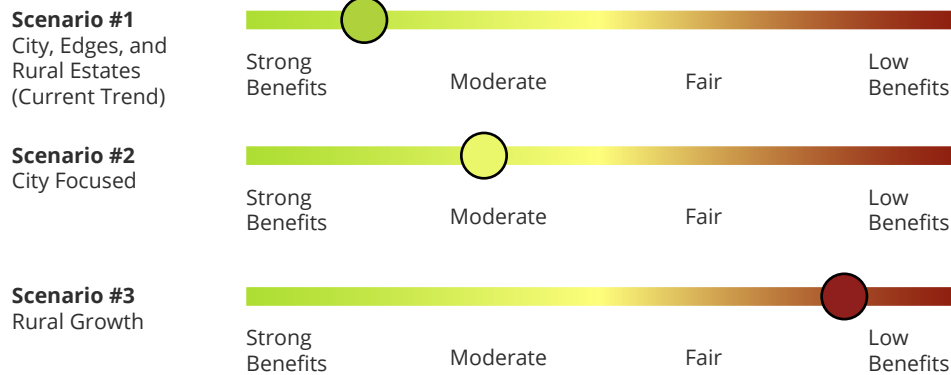 Scenario #1
City, Edges, and
Rural Estates
(Current Trend)
Strong
Benefits
Moderate
Fair
Low
Benefits
Scenario #2
City Focused
Strong
Benefits
Moderate
Fair
Low
Benefits
Scenario #3
Rural Growth
Strong
Benefits
Moderate
Fair
Low
Benefits